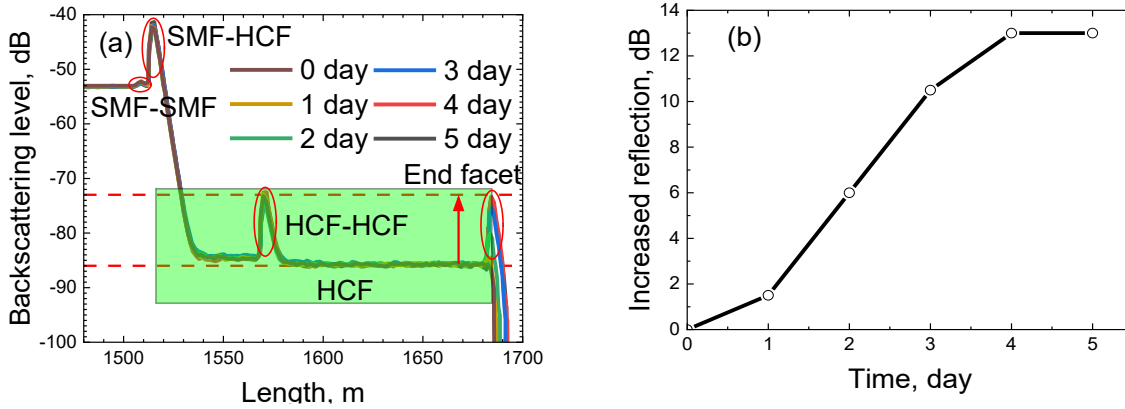 (a)
Backscattering level, dB
-40
-50
-60
-70
-80
-90
-100
SMF-HCF
SMF-SMF
0 day
3 day
1 day
4 day
2 day
5 day
End facet
HCF-HCF
HCF
1500
1550
1600
1650
1700
Length, m
(b)
Increased reflection, dB
14
12
10
8
6
4
2
0
0
1
2
3
4
5
Time, day